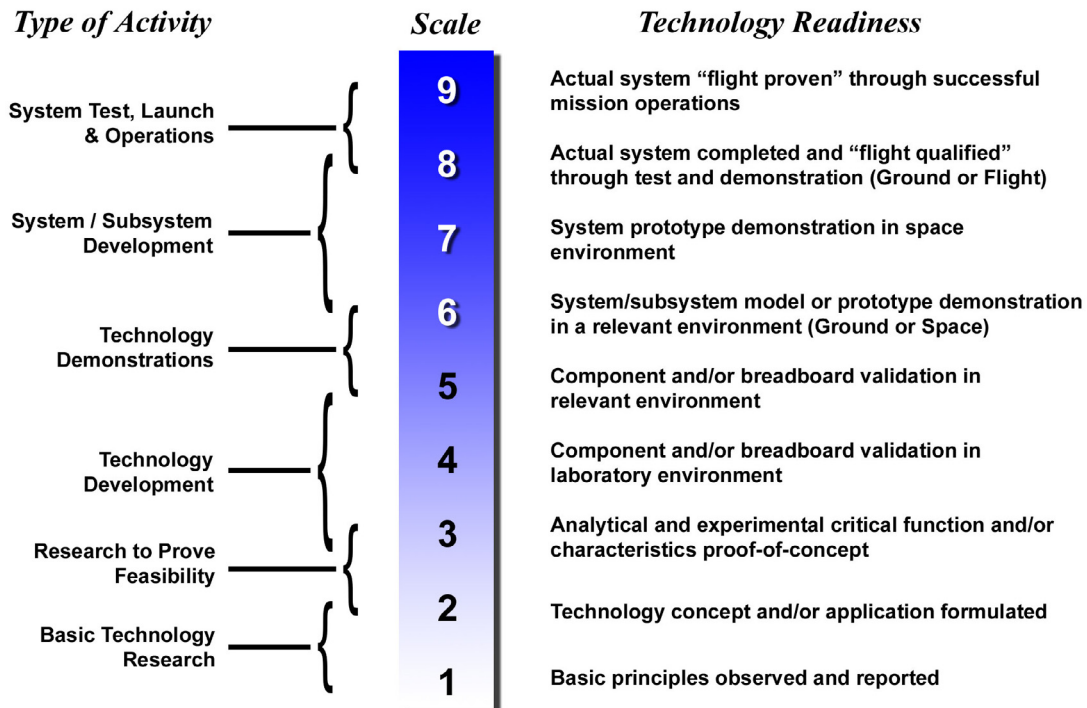 Type of Activity
Scale
Technology Readiness
System Test, Launch
& Operations
System / Subsystem
Development
Technology
Demonstrations
Technology
Development
Research to Prove
Feasibility
Basic Technology
Research
9
8
7
6
5
4
3
2
1
Actual system “flight proven” through successful
mission operations
Actual system completed and “flight qualified”
through test and demonstration (Ground or Flight)
System prototype demonstration in space
environment
System/subsystem model or prototype demonstration
in a relevant environment (Ground or Space)
Component and/or breadboard validation in
relevant environment
Component and/or breadboard validation in
laboratory environment
Analytical and experimental critical function and/or
characteristics proof-of-concept
Technology concept and/or application formulated
Basic principles observed and reported